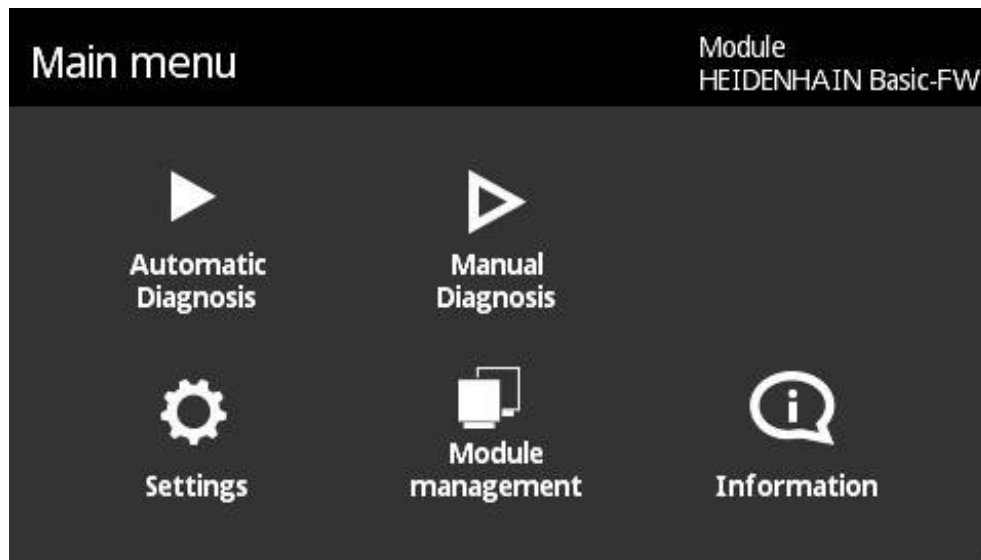 Main menu
Module
HEIDENHAIN Basic-FW
Automatic
Diagnosis
Manual
Diagnosis
Settings
Module
management
Information